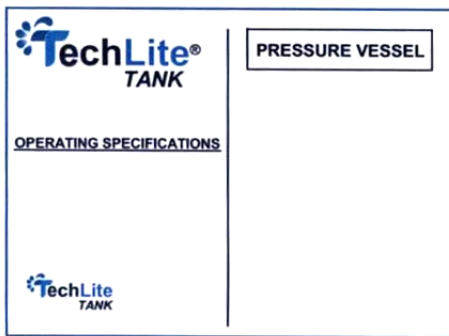 TechLite®
TANK
OPERATING SPECIFICATIONS
TechLite
TANK
PRESSURE VESSEL